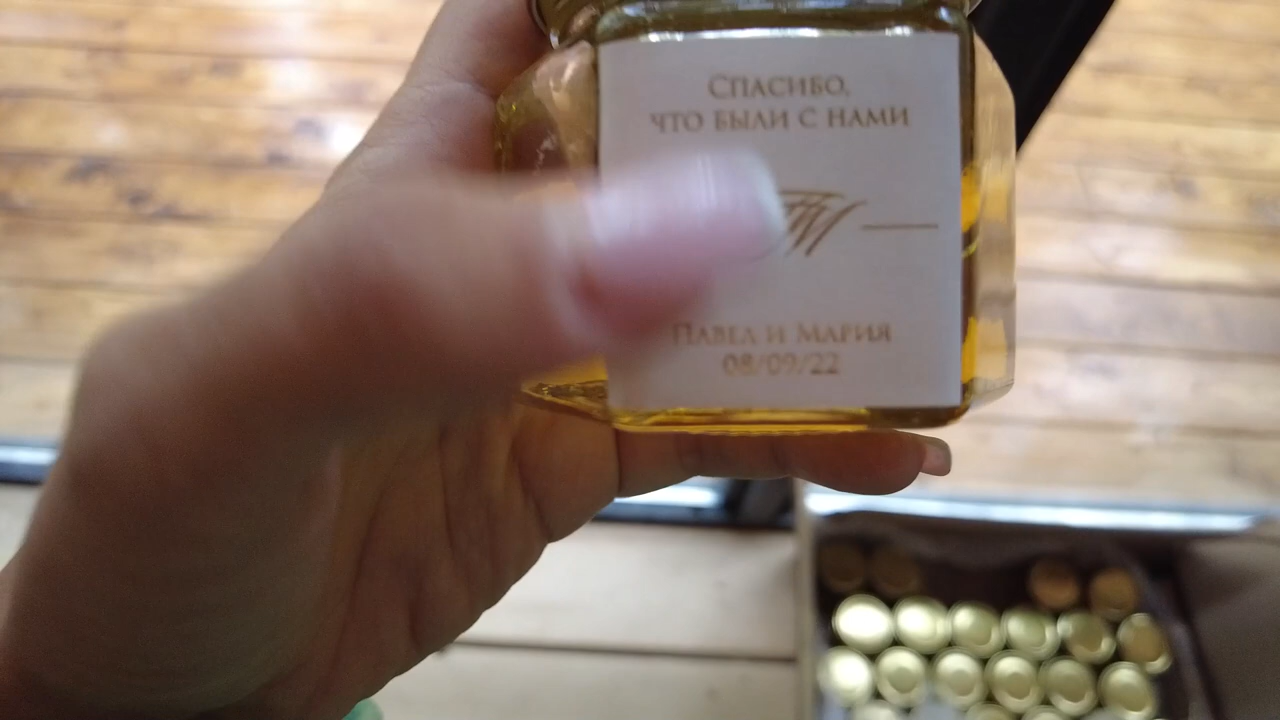 Спасибо,
что были с нами
Павел и Мария
08/09/22